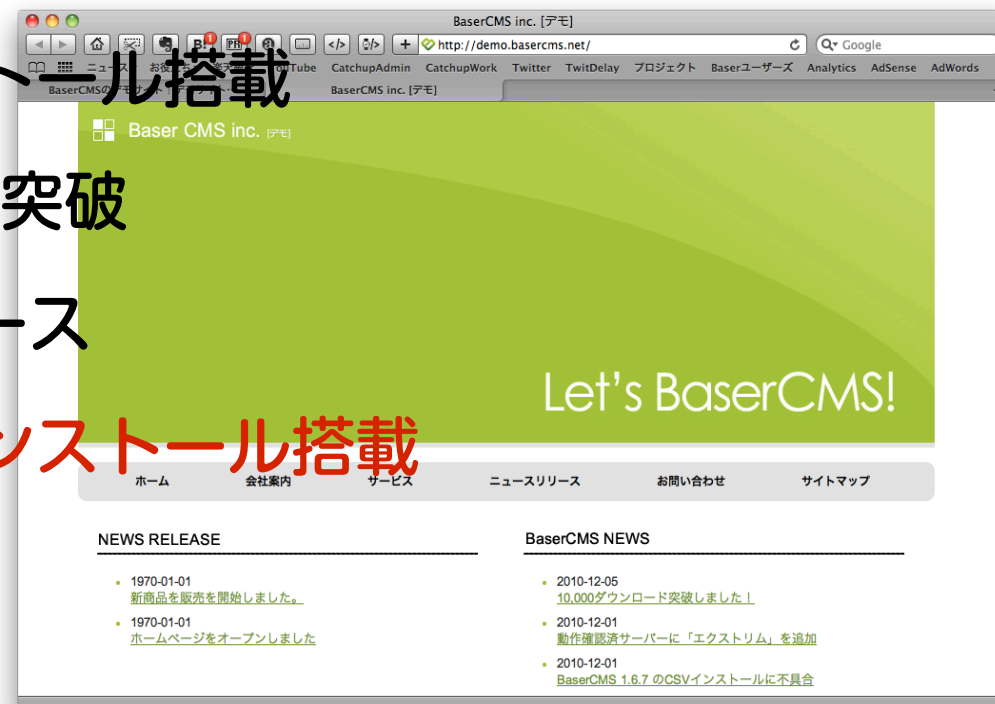 BaserCMS inc. [デモ]
http://demo.basercms.net/
Google
ニュース
YouTube CatchupAdmin CatchupWork Twitter TwitDelay プロジェクト Baserユーザーズ Analytics AdSense AdWords
BaserCMS inc. [デモ]
トール搭載
Baser CMS inc. [デモ]
突破
ース
Let's BaserCMS!
ンストール搭載
ホーム 会社案内 サービス ニュースリリース お問い合わせ サイトマップ
NEWS RELEASE
1970-01-01
新商品を販売を開始しました。
1970-01-01
ホームページをオープンしました
BaserCMS NEWS
2010-12-05
10,000ダウンロード突破しました！
2010-12-01
動作確認済サーバーに「エクストリム」を追加
2010-12-01
BaserCMS 1.6.7 のCSVインストールに不具合